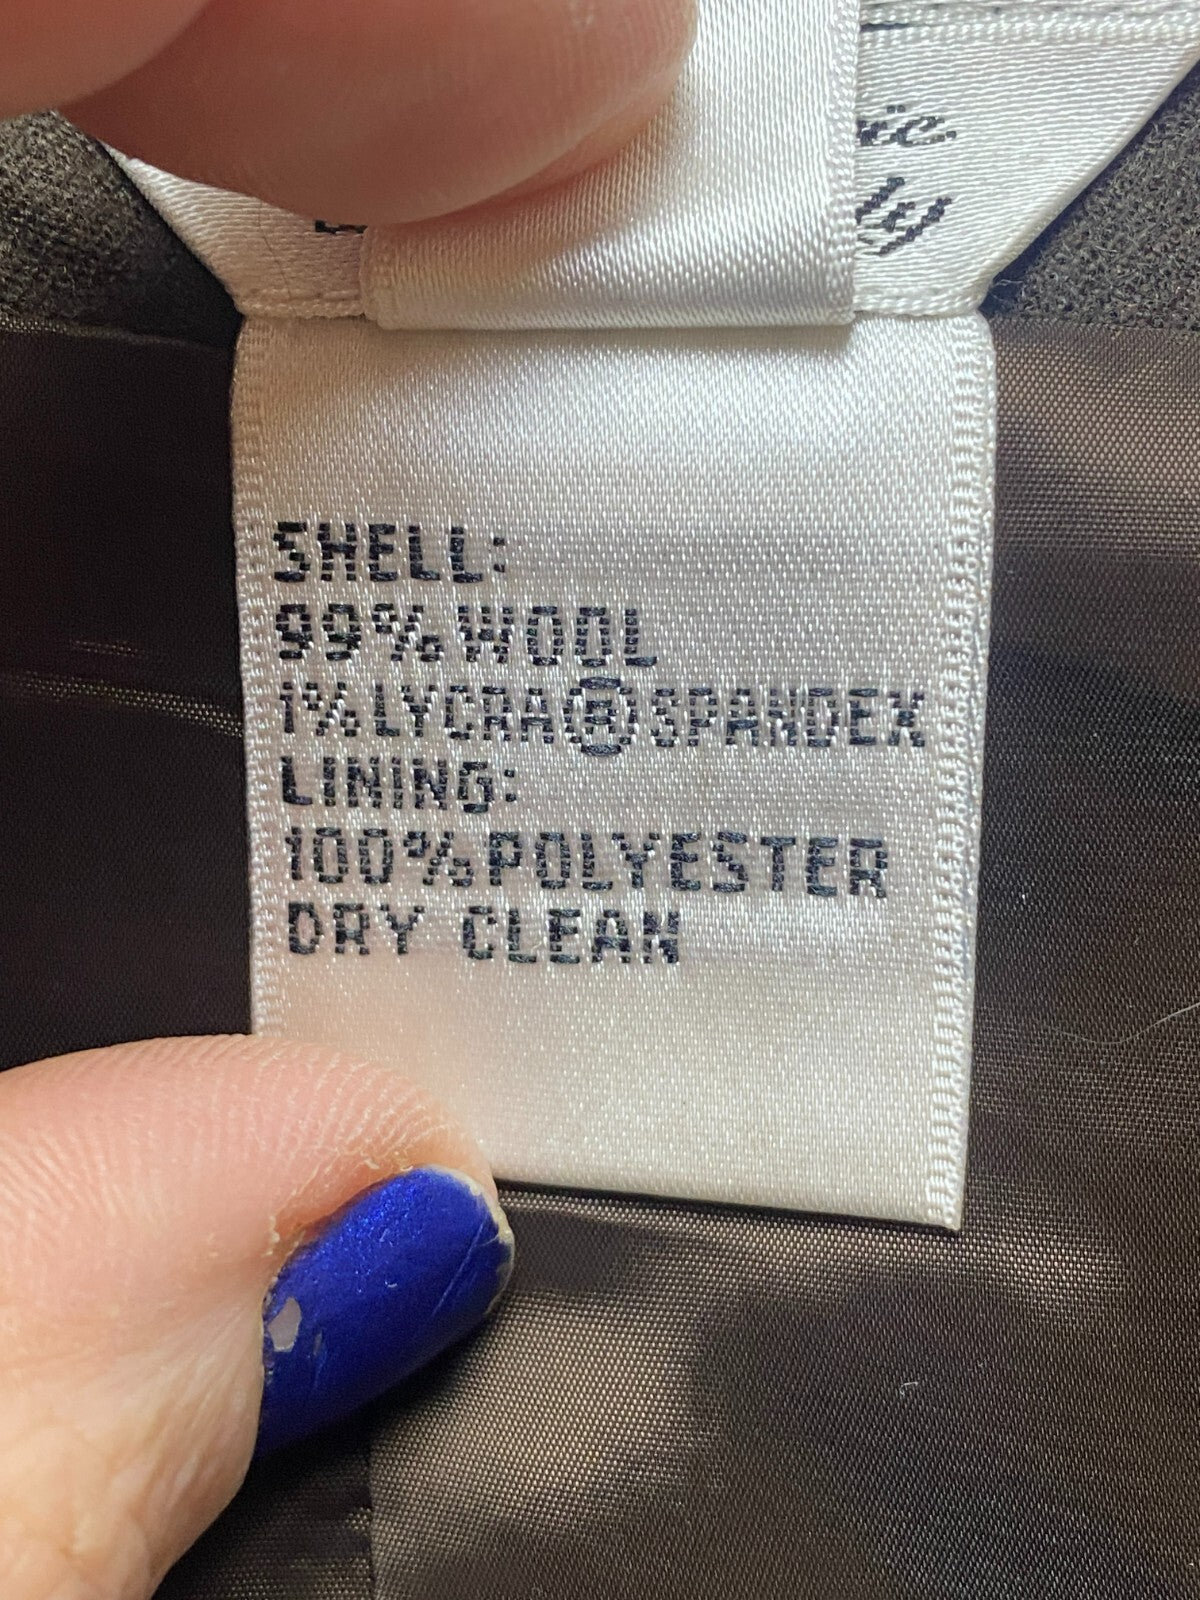 SHELL:
99% WOOL
1% LYCRA® SPANDEX
LINING:
100% POLYESTER
DRY CLEAN